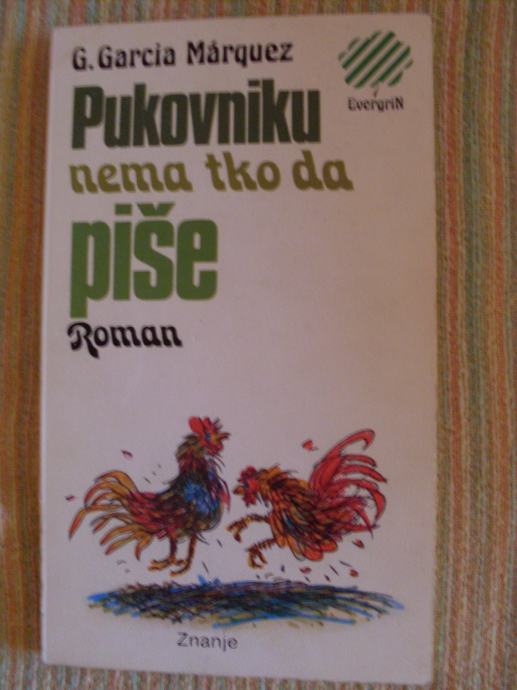 G. Garcia Márquez
EvergriN
Pukovniku
nema tko da
piše
Roman
Znanje